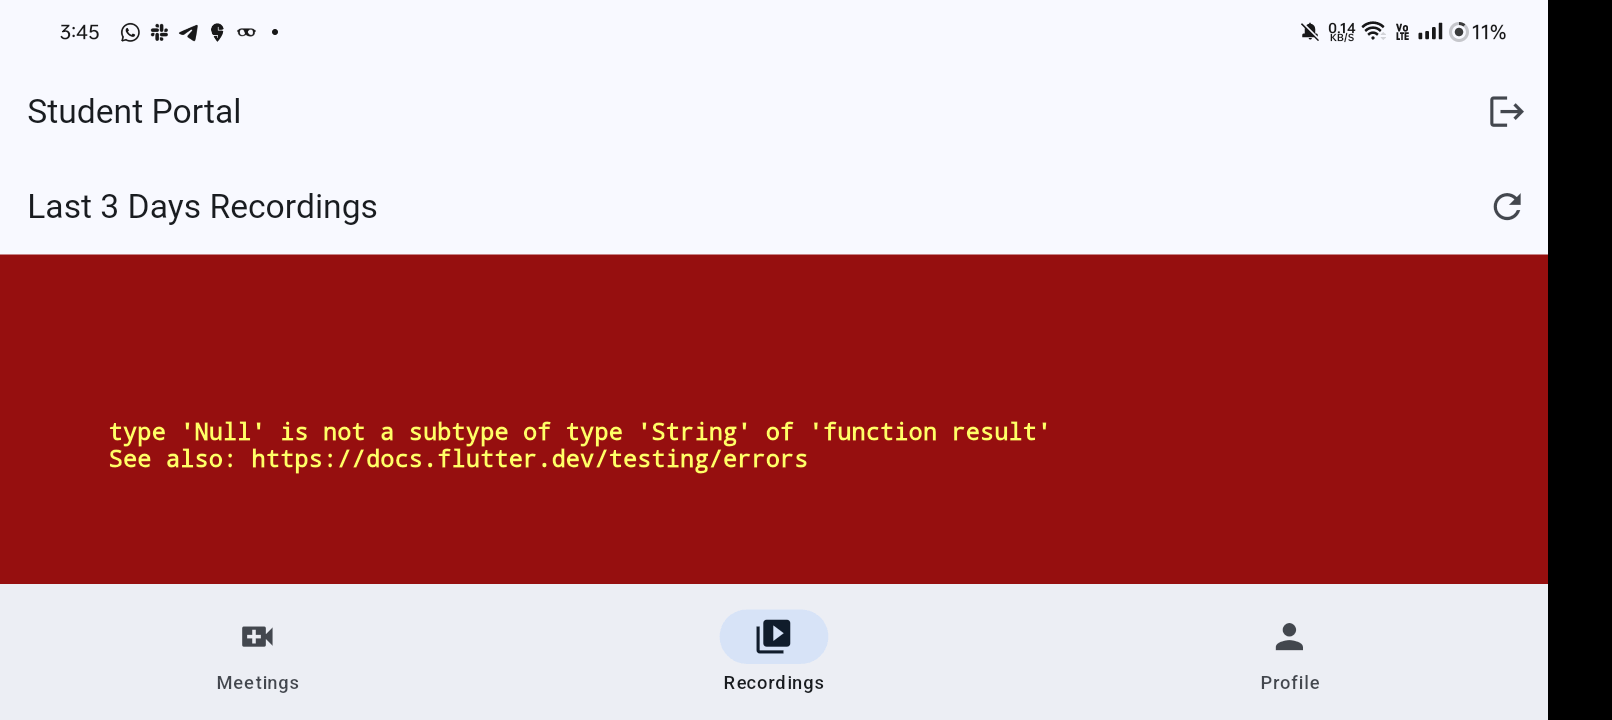 3:45
0.14 KB/S Vo LTE 11%
Student Portal
Last 3 Days Recordings
type 'Null' is not a subtype of type 'String' of 'function result'
See also: https://docs.flutter.dev/testing/errors
Meetings Recordings Profile